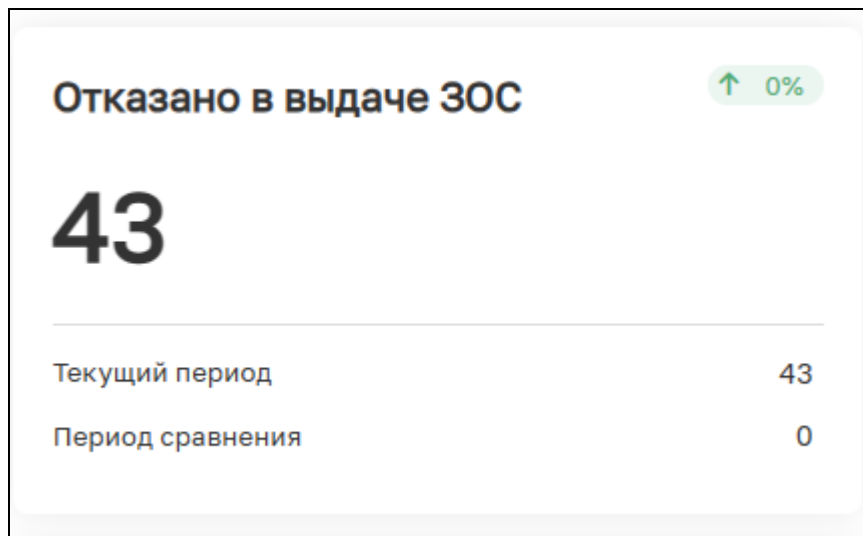 Отказано в выдаче ЗОС
↑ 0%
43
Текущий период 43
Период сравнения 0